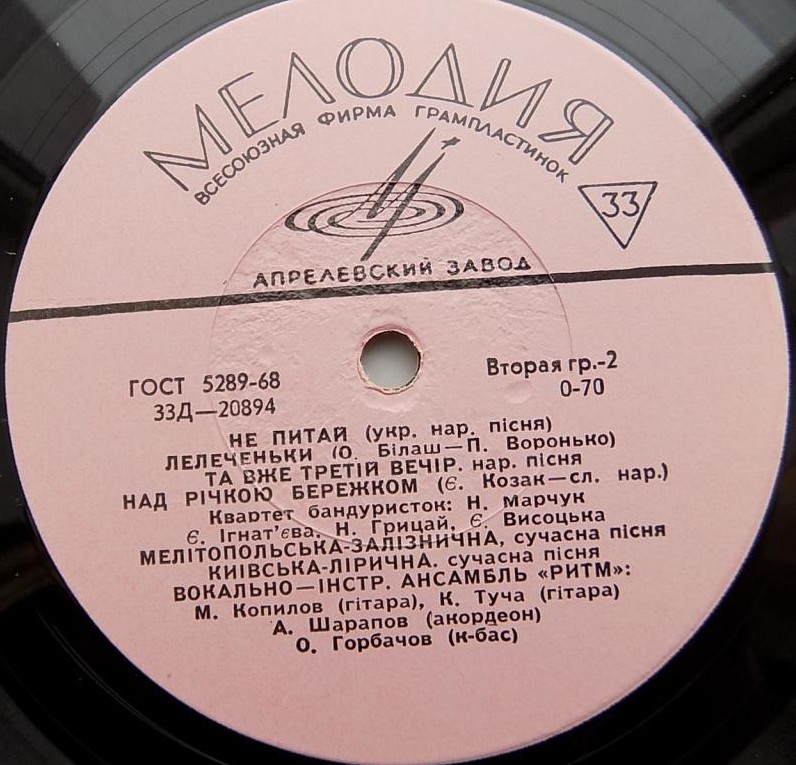 МЕЛОДИЯ
ВСЕСОЮЗНАЯ ФИРМА ГРАМПЛАСТИНОК
33
АПРЕЛЕВСКИЙ ЗАВОД
ГОСТ 5289-68
33Д—20894
Вторая гр.-2
0-70
НЕ ПИТАЙ (укр. нар. пісня)
ЛЕЛЕЧЕНЬКИ (О. Білаш—П. Воронько)
ТА ВЖЕ ТРЕТІЙ ВЕЧІР. нар. пісня
НАД РІЧКОЮ БЕРЕЖКОМ (Є. Козак—сл. нар.)
Квартет бандуристок: Н. Марчук
Є. Ігнат'єва, Н. Грицай, Є. Висоцька
МЕЛІТОПОЛЬСЬКА-ЗАЛІЗНИЧНА, сучасна пісня
КИЇВСЬКА-ЛІРИЧНА. сучасна пісня
ВОКАЛЬНО—ІНСТР. АНСАМБЛЬ «РИТМ»:
М. Копилов (гітара), К. Туча (гітара)
А. Шарапов (акордеон)
О. Горбачов (к-бас)